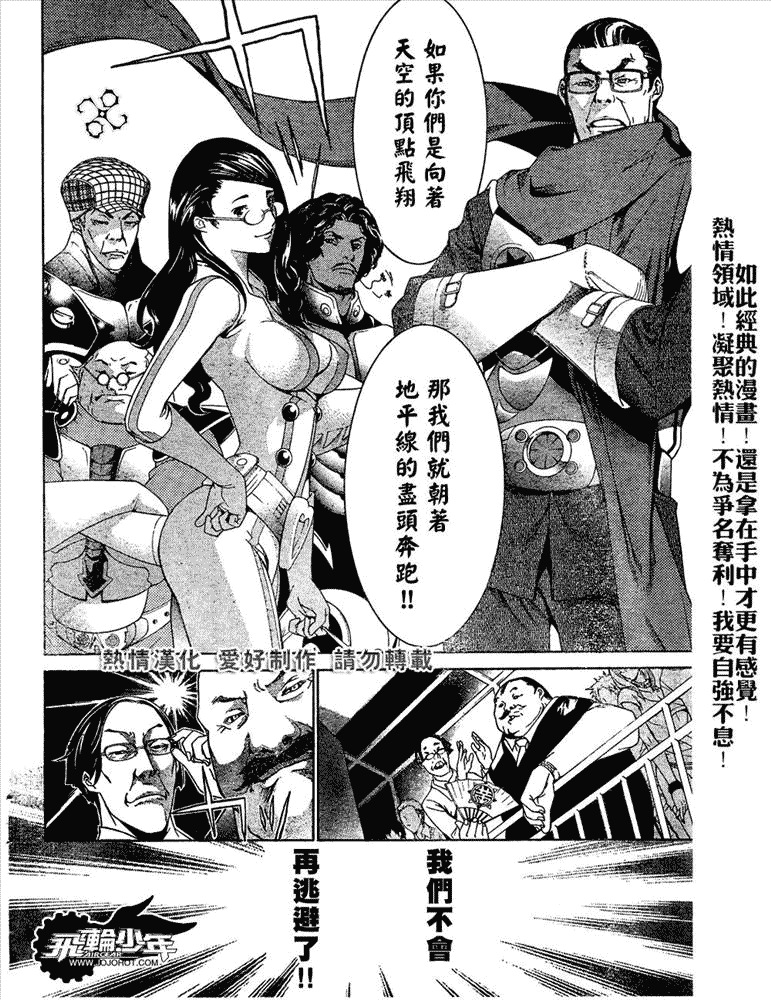 如果你們是向著
天空的頂點飛翔
那我們就朝著
地平線的盡頭奔跑!!
熱情漢化 愛好制作 請勿轉載
我們不會
再逃避了!!
如此經典的漫畫!還是拿在手中才更有感覺!
熱情領域!凝聚熱情!不為爭名奪利!我要自強不息!
飛輪少年
AIRGEAR
WWW.JOJOHOT.COM